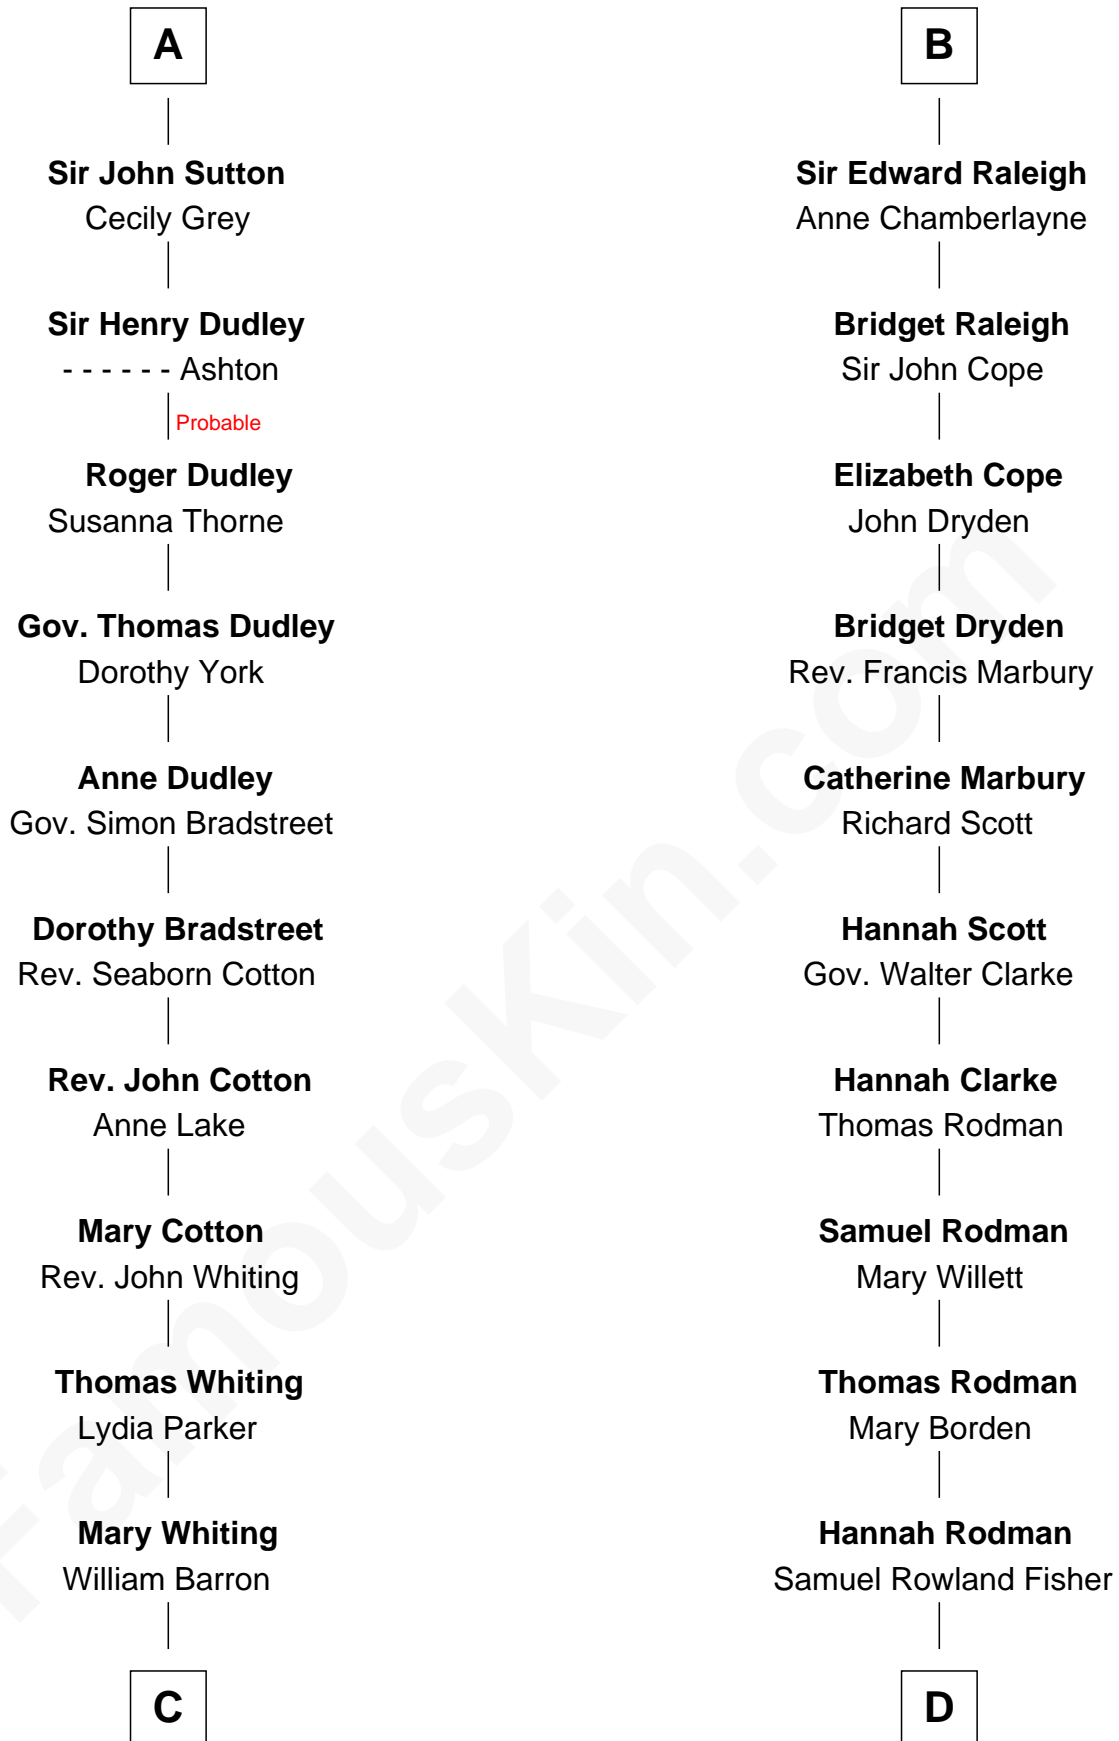 A
Sir John Sutton
Cecily Grey
Sir Henry Dudley
- - - - - - Ashton
Probable
Roger Dudley
Susanna Thorne
Gov. Thomas Dudley
Dorothy York
Anne Dudley
Gov. Simon Bradstreet
Dorothy Bradstreet
Rev. Seaborn Cotton
Rev. John Cotton
Anne Lake
Mary Cotton
Rev. John Whiting
Thomas Whiting
Lydia Parker
Mary Whiting
William Barron
C
B
Sir Edward Raleigh
Anne Chamberlayne
Bridget Raleigh
Sir John Cope
Elizabeth Cope
John Dryden
Bridget Dryden
Rev. Francis Marbury
Catherine Marbury
Richard Scott
Hannah Scott
Gov. Walter Clarke
Hannah Clarke
Thomas Rodman
Samuel Rodman
Mary Willett
Thomas Rodman
Mary Borden
Hannah Rodman
Samuel Rowland Fisher
D
FamousKin.com